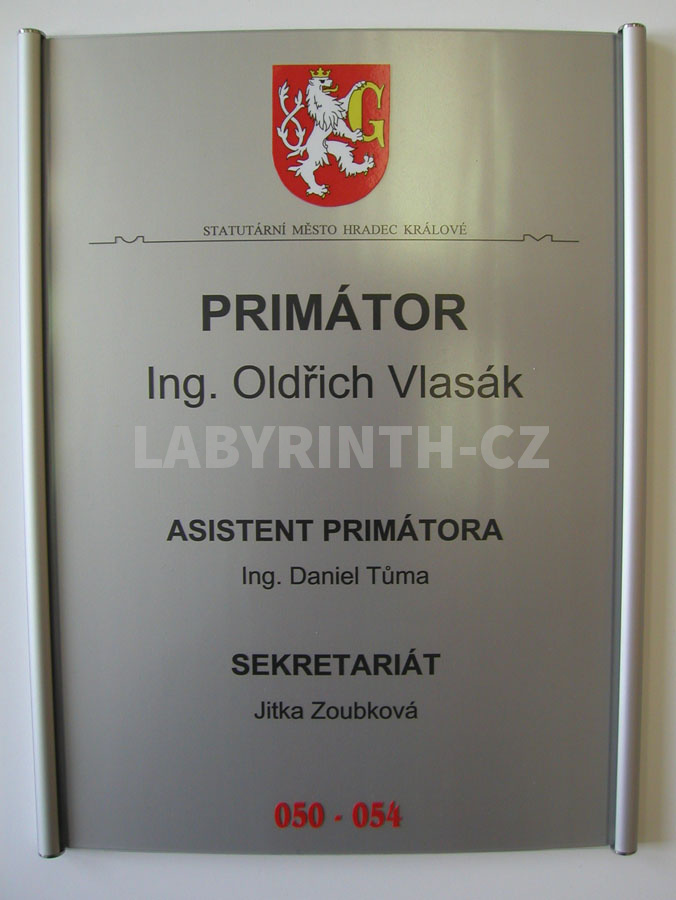 G
STATUTÁRNÍ MĚSTO HRADEC KRÁLOVÉ
PRIMÁTOR
Ing. Oldřich Vlasák
LABYRINTH-CZ
ASISTENT PRIMÁTORA
Ing. Daniel Tůma
SEKRETARIÁT
Jitka Zoubková
050 - 054